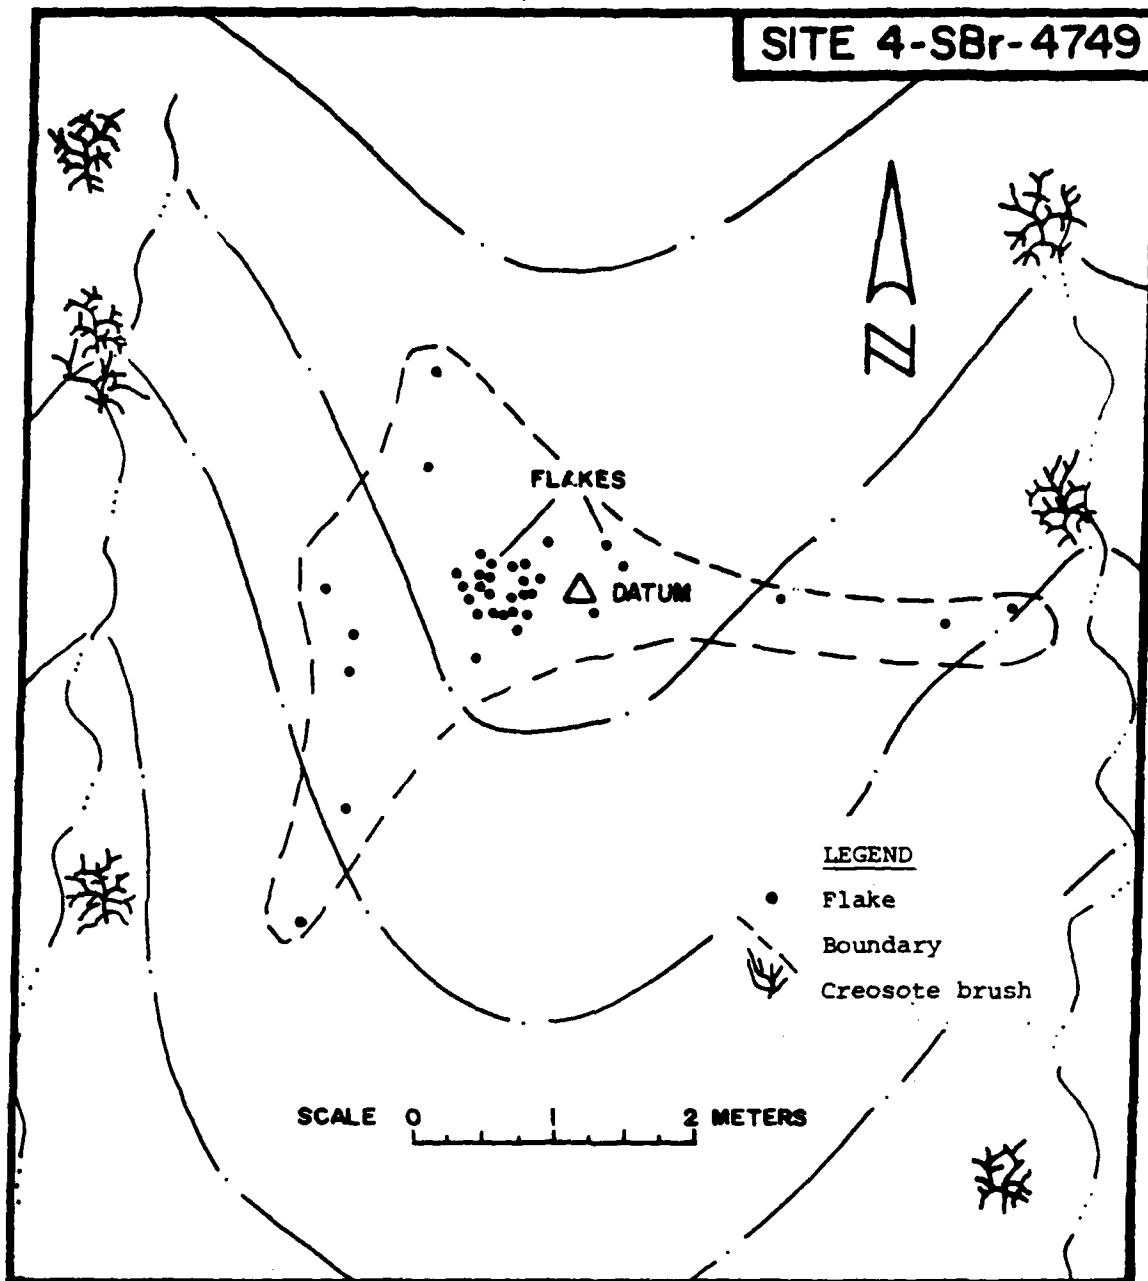 SITE 4-SBr-4749
N
FLAKES
DATUM
LEGEND
Flake
Boundary
Creosote brush
SCALE 0 1 2 METERS